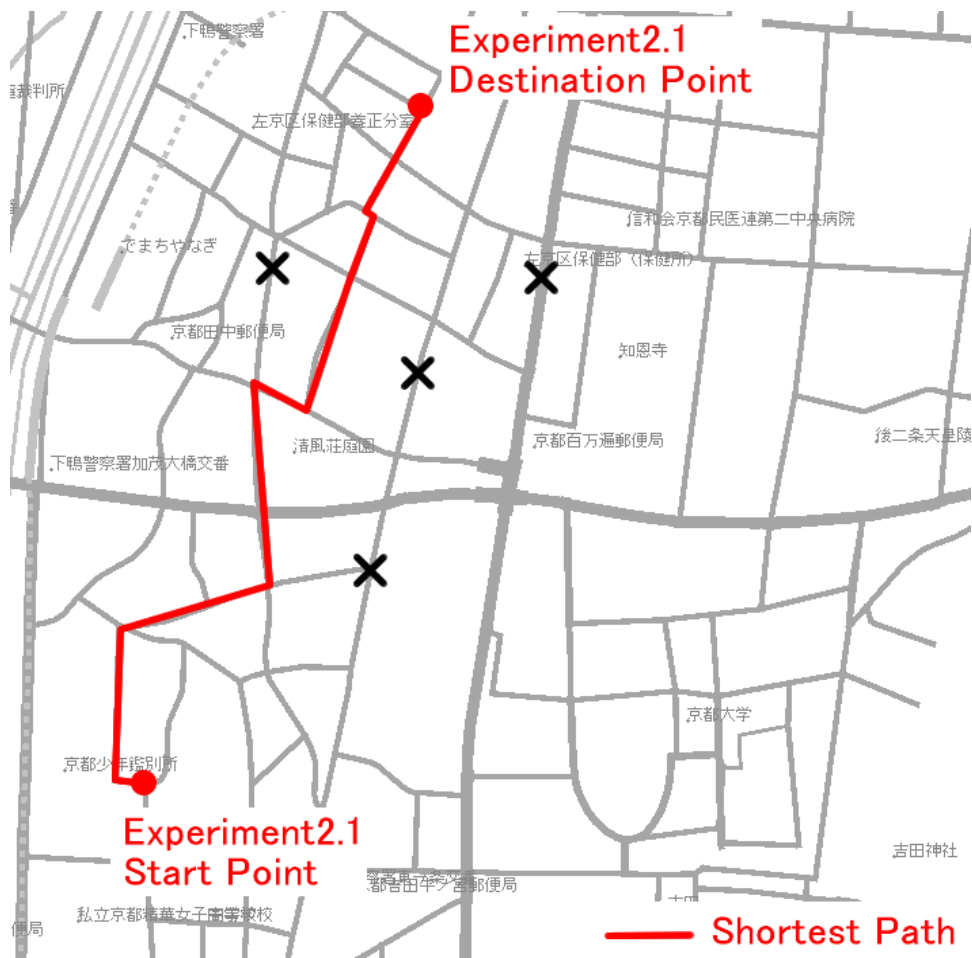 下鴨警察署
Experiment2.1
Destination Point
裁判所
左京区保健部養正分室
信和会京都民医連第二中央病院
でまちやなぎ
左京区保健部(保健所)
京都田中郵便局
知恩寺
清風荘庭園
京都百万遍郵便局
後二条天皇陵
下鴨警察署加茂大橋交番
京都大学
京都少年鑑別所
Experiment2.1
Start Point
吉田神社
都吉田牛ノ宮郵便局
私立京都精華女子高等学校
便局
Shortest Path